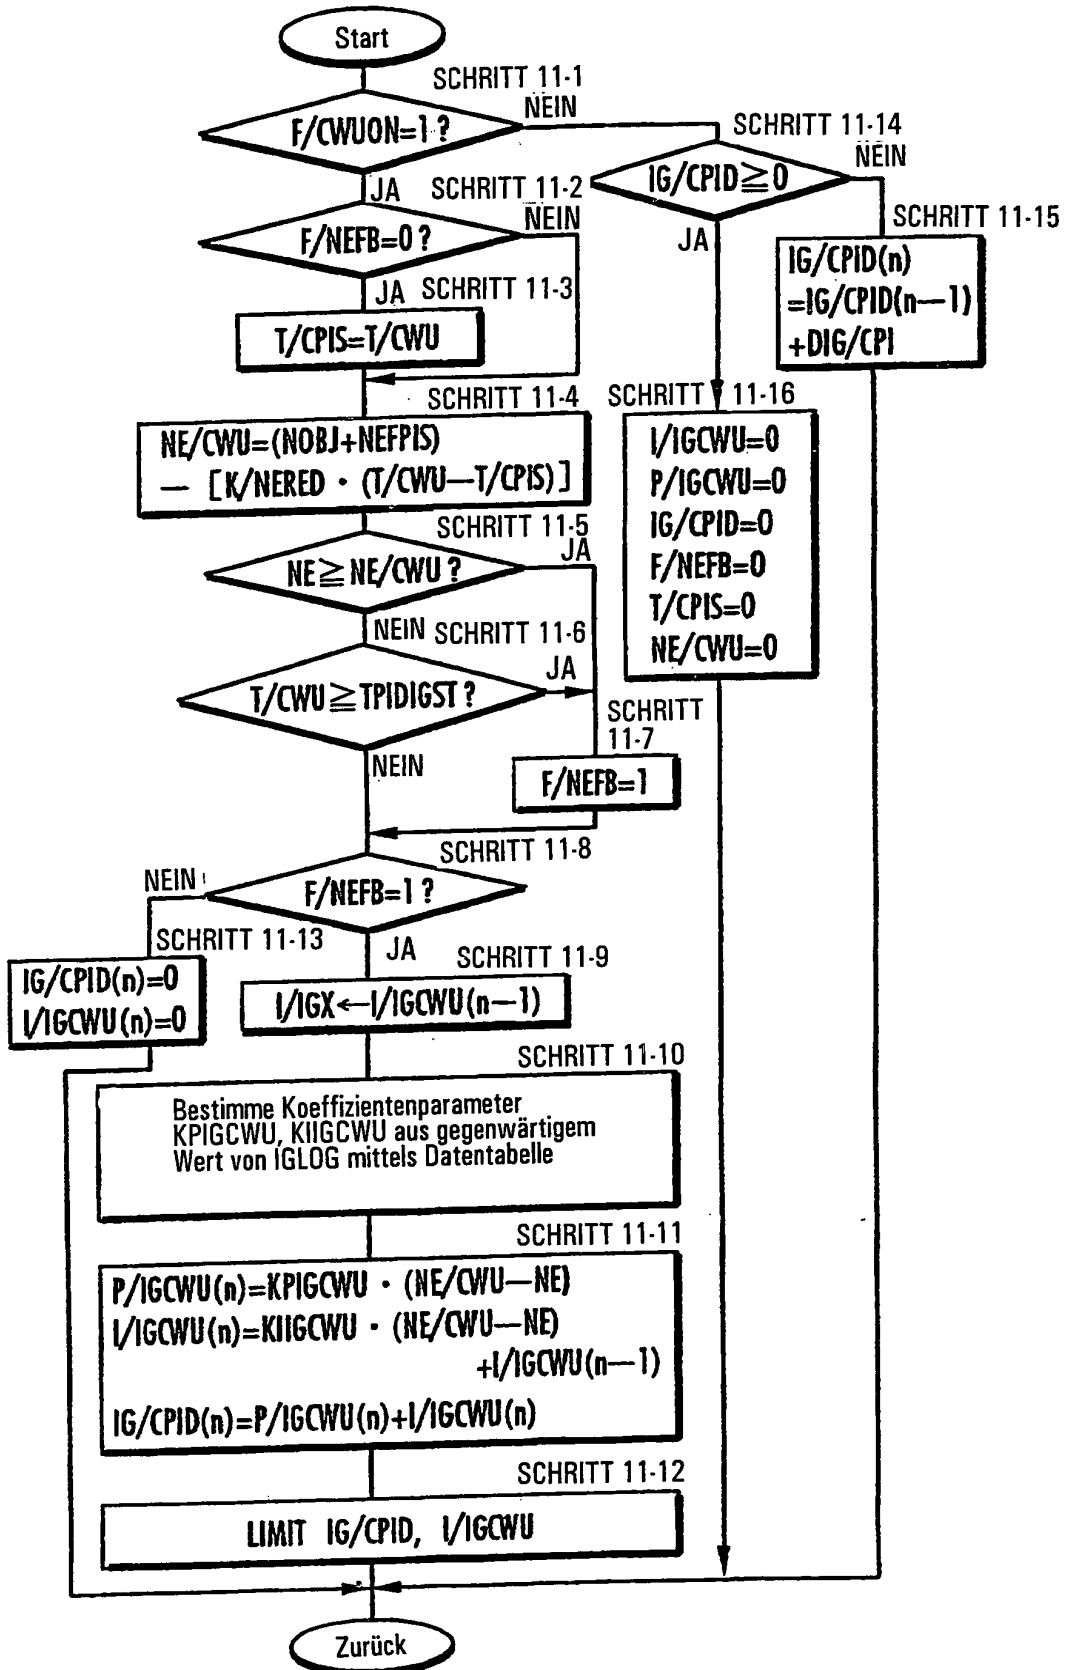 Start
SCHRITT 11-1
F/CWUON=1?
NEIN
SCHRITT 11-14
IG/CPID≧0
NEIN
JA
SCHRITT 11-2
F/NEFB=0?
NEIN
JA
SCHRITT 11-15
IG/CPID(n)
=IG/CPID(n—1)
+DIG/CPI
JA
SCHRITT 11-3
T/CPIS=T/CWU
SCHRITT 11-4
NE/CWU=(NOBJ+NEFPIS)
— [K/NERED · (T/CWU—T/CPIS)]
SCHRITT 11-16
I/IGCWU=0
P/IGCWU=0
IG/CPID=0
F/NEFB=0
T/CPIS=0
NE/CWU=0
SCHRITT 11-5
NE≧NE/CWU?
JA
NEIN
SCHRITT 11-6
T/CWU≧TPIDIGST?
JA
NEIN
SCHRITT
11-7
F/NEFB=1
SCHRITT 11-8
F/NEFB=1?
NEIN
JA
SCHRITT 11-13
IG/CPID(n)=0
I/IGCWU(n)=0
SCHRITT 11-9
I/IGX←I/IGCWU(n—1)
SCHRITT 11-10
Bestimme Koeffizientenparameter
KPIGCWU, KIIGCWU aus gegenwärtigem
Wert von IGLOG mittels Datentabelle
SCHRITT 11-11
P/IGCWU(n)=KPIGCWU · (NE/CWU—NE)
I/IGCWU(n)=KIIGCWU · (NE/CWU—NE)
+I/IGCWU(n—1)
IG/CPID(n)=P/IGCWU(n)+I/IGCWU(n)
SCHRITT 11-12
LIMIT IG/CPID, I/IGCWU
Zurück